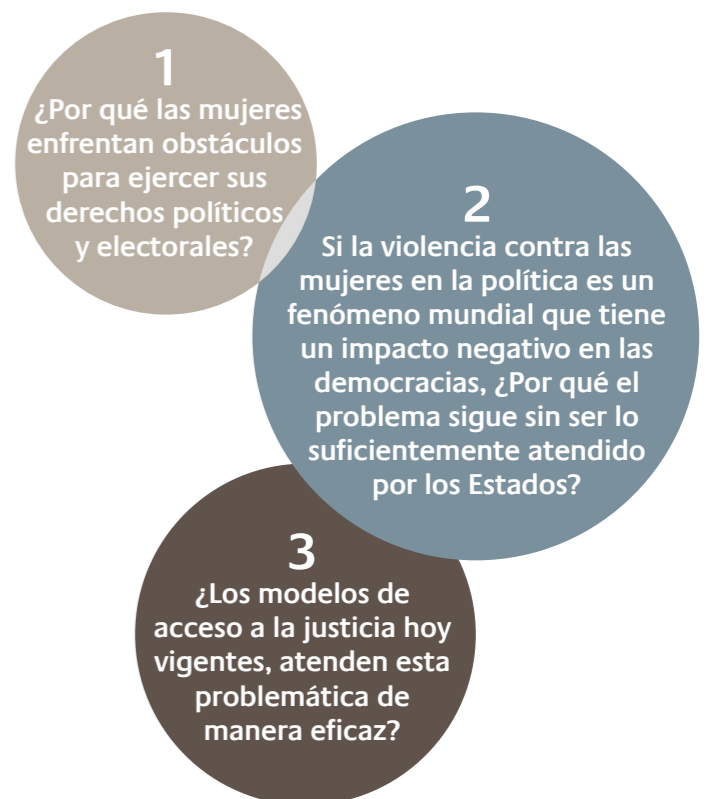 1
¿Por qué las mujeres
enfrentan obstáculos
para ejercer sus
derechos políticos
y electorales?
2
Si la violencia contra las
mujeres en la política es un
fenómeno mundial que tiene
un impacto negativo en las
democracias, ¿Por qué el
problema sigue sin ser lo
suficientemente atendido
por los Estados?
3
¿Los modelos de
acceso a la justicia hoy
vigentes, atenden esta
problemática de
manera eficaz?